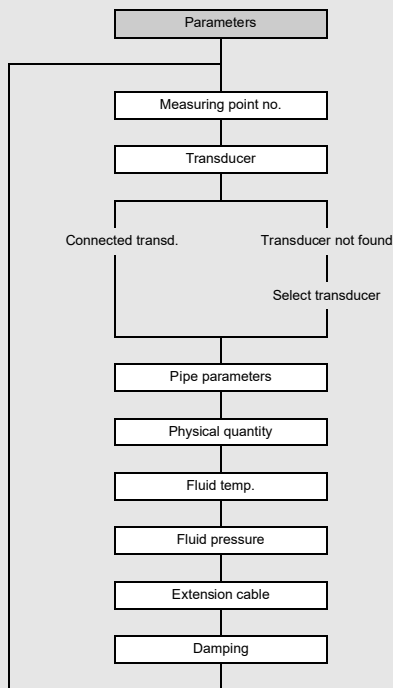 Parameters
Measuring point no.
Transducer
Connected transd.
Transducer not found
Select transducer
Pipe parameters
Physical quantity
Fluid temp.
Fluid pressure
Extension cable
Damping